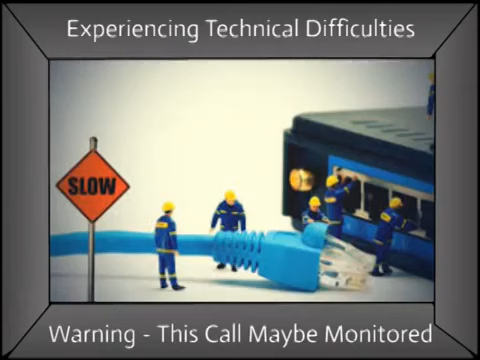 Experiencing Technical Difficulties
SLOW
Warning - This Call Maybe Monitored